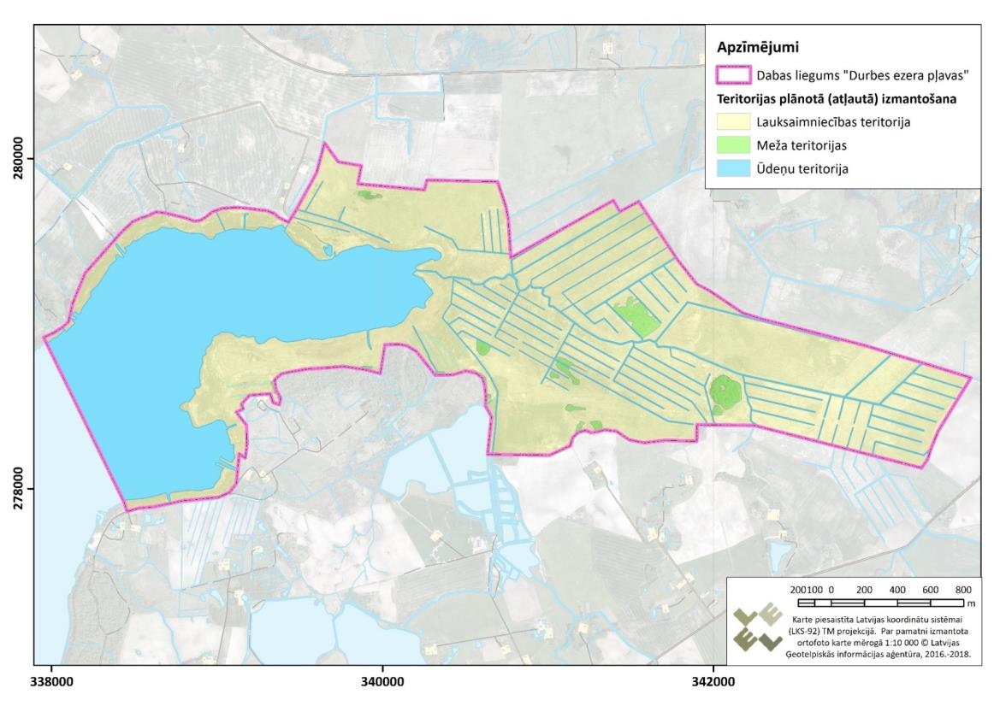 Apzīmējumi
Dabas liegums "Durbes ezera pļavas"
Teritorijas plānotā (atļautā) izmantošana
Lauksaimniecības teritorija
Meža teritorijas
Ūdeņu teritorija
280000
278000
200100 0 200 400 600 800
m
Karte piesaistīta Latvijas koordinātu sistēmai
(LKS-92) TM projekcijā. Par pamatni izmantota
ortofoto karte mērogā 1:10 000 © Latvijas
Ģeotelpiskās informācijas aģentūra, 2016.-2018.
338000 340000 342000